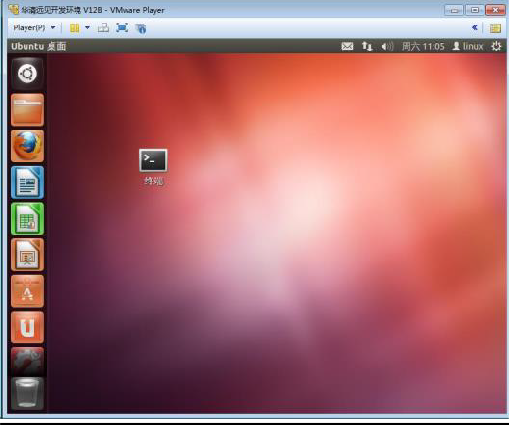 华清远见开发环境 V12B - VMware Player
Player(P)
Ubuntu 桌面
周六 11:05
linux
终端